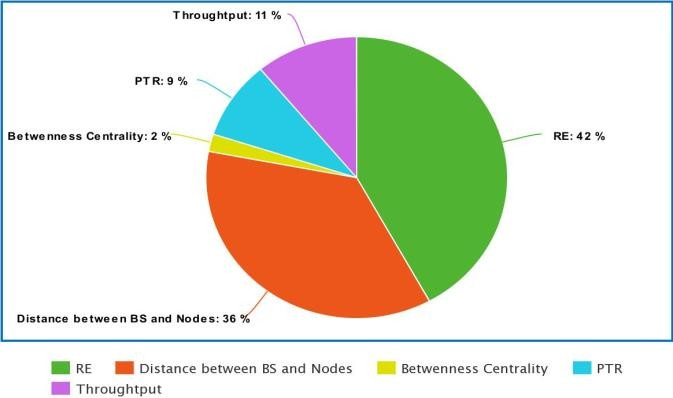 Throughtput: 11 %
PTR: 9 %
Betwenness Centrality: 2 %
RE: 42 %
Distance between BS and Nodes: 36 %
RE
Distance between BS and Nodes
Betwenness Centrality
PTR
Throughtput